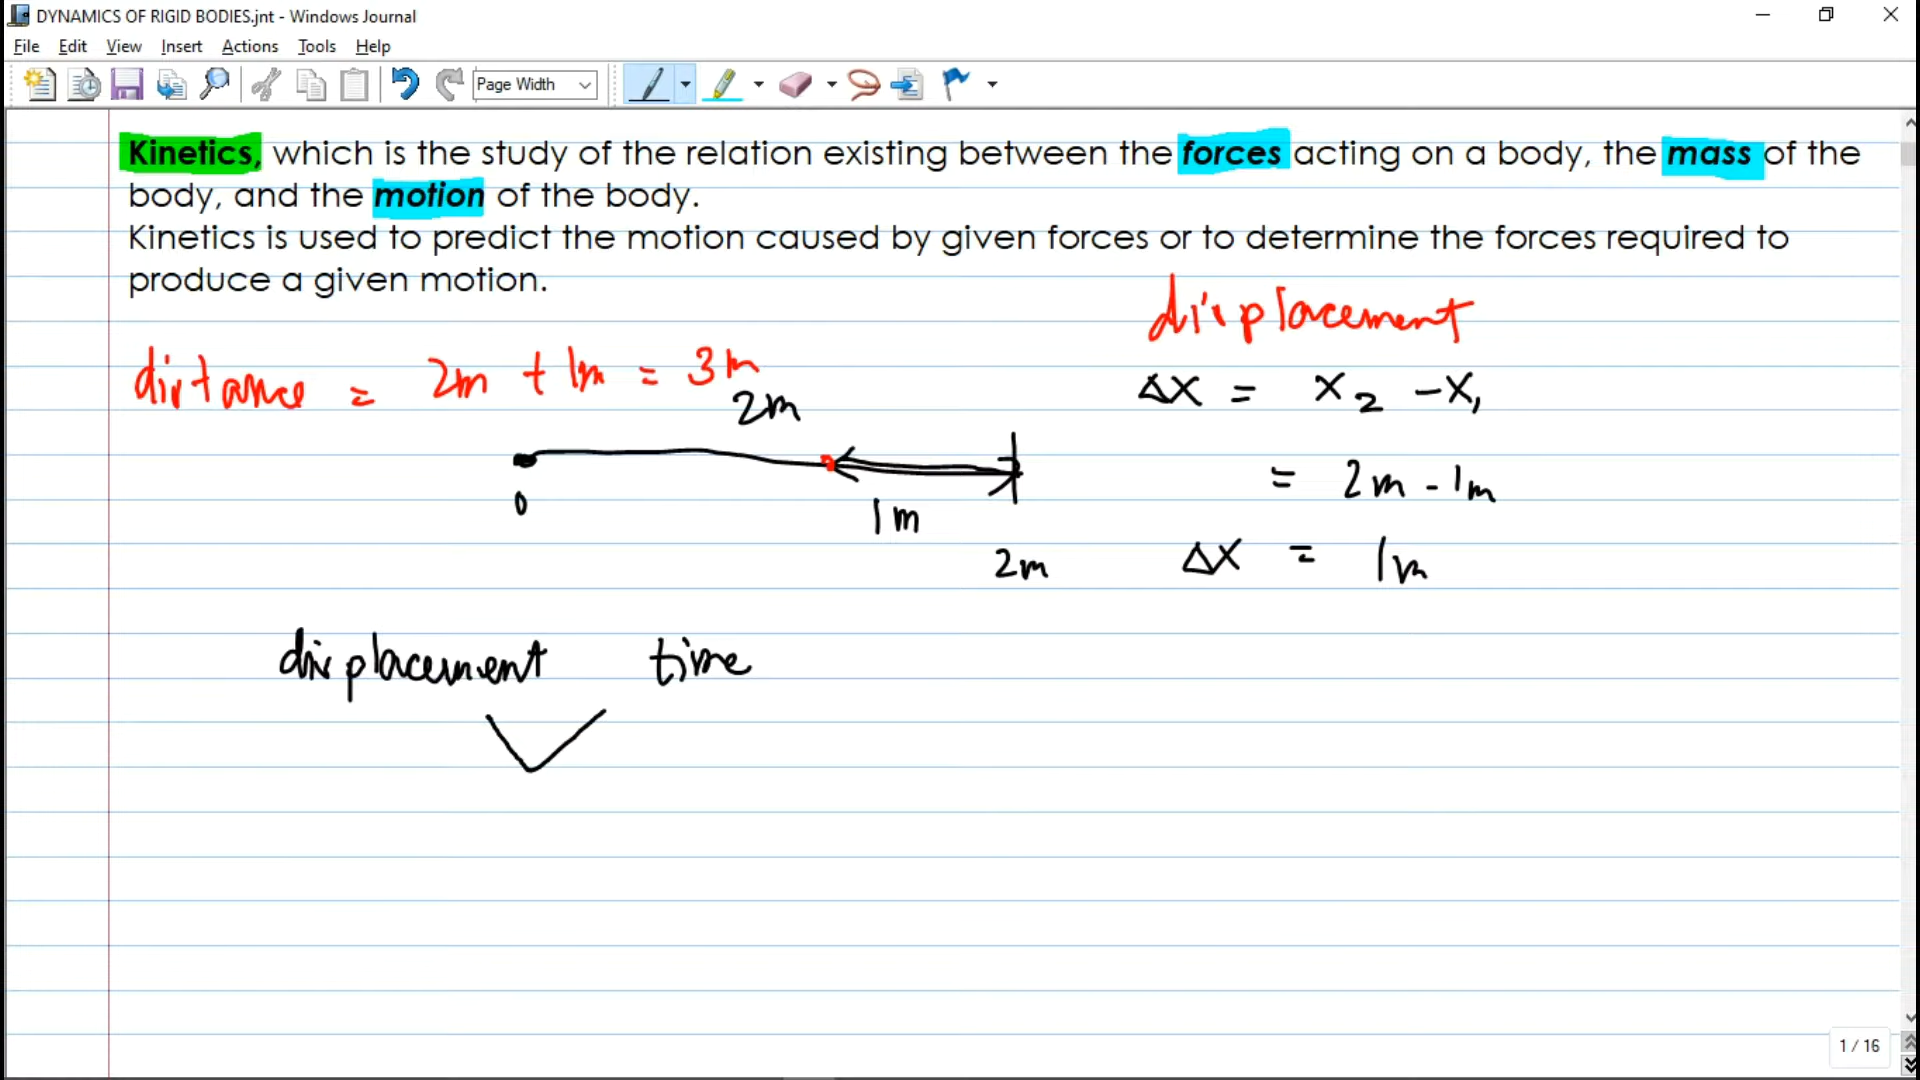 DYNAMICS OF RIGID BODIES.jnt - Windows Journal
File Edit View Insert Actions Tools Help
Page Width
Kinetics, which is the study of the relation existing between the forces acting on a body, the mass of the
body, and the motion of the body.
Kinetics is used to predict the motion caused by given forces or to determine the forces required to
produce a given motion.
displacement
distance = 2m + 1m = 3m
Δx = x₂ - x₁
2m
= 2m - 1m
0
1m
2m
Δx = 1m
displacement time
1 / 16